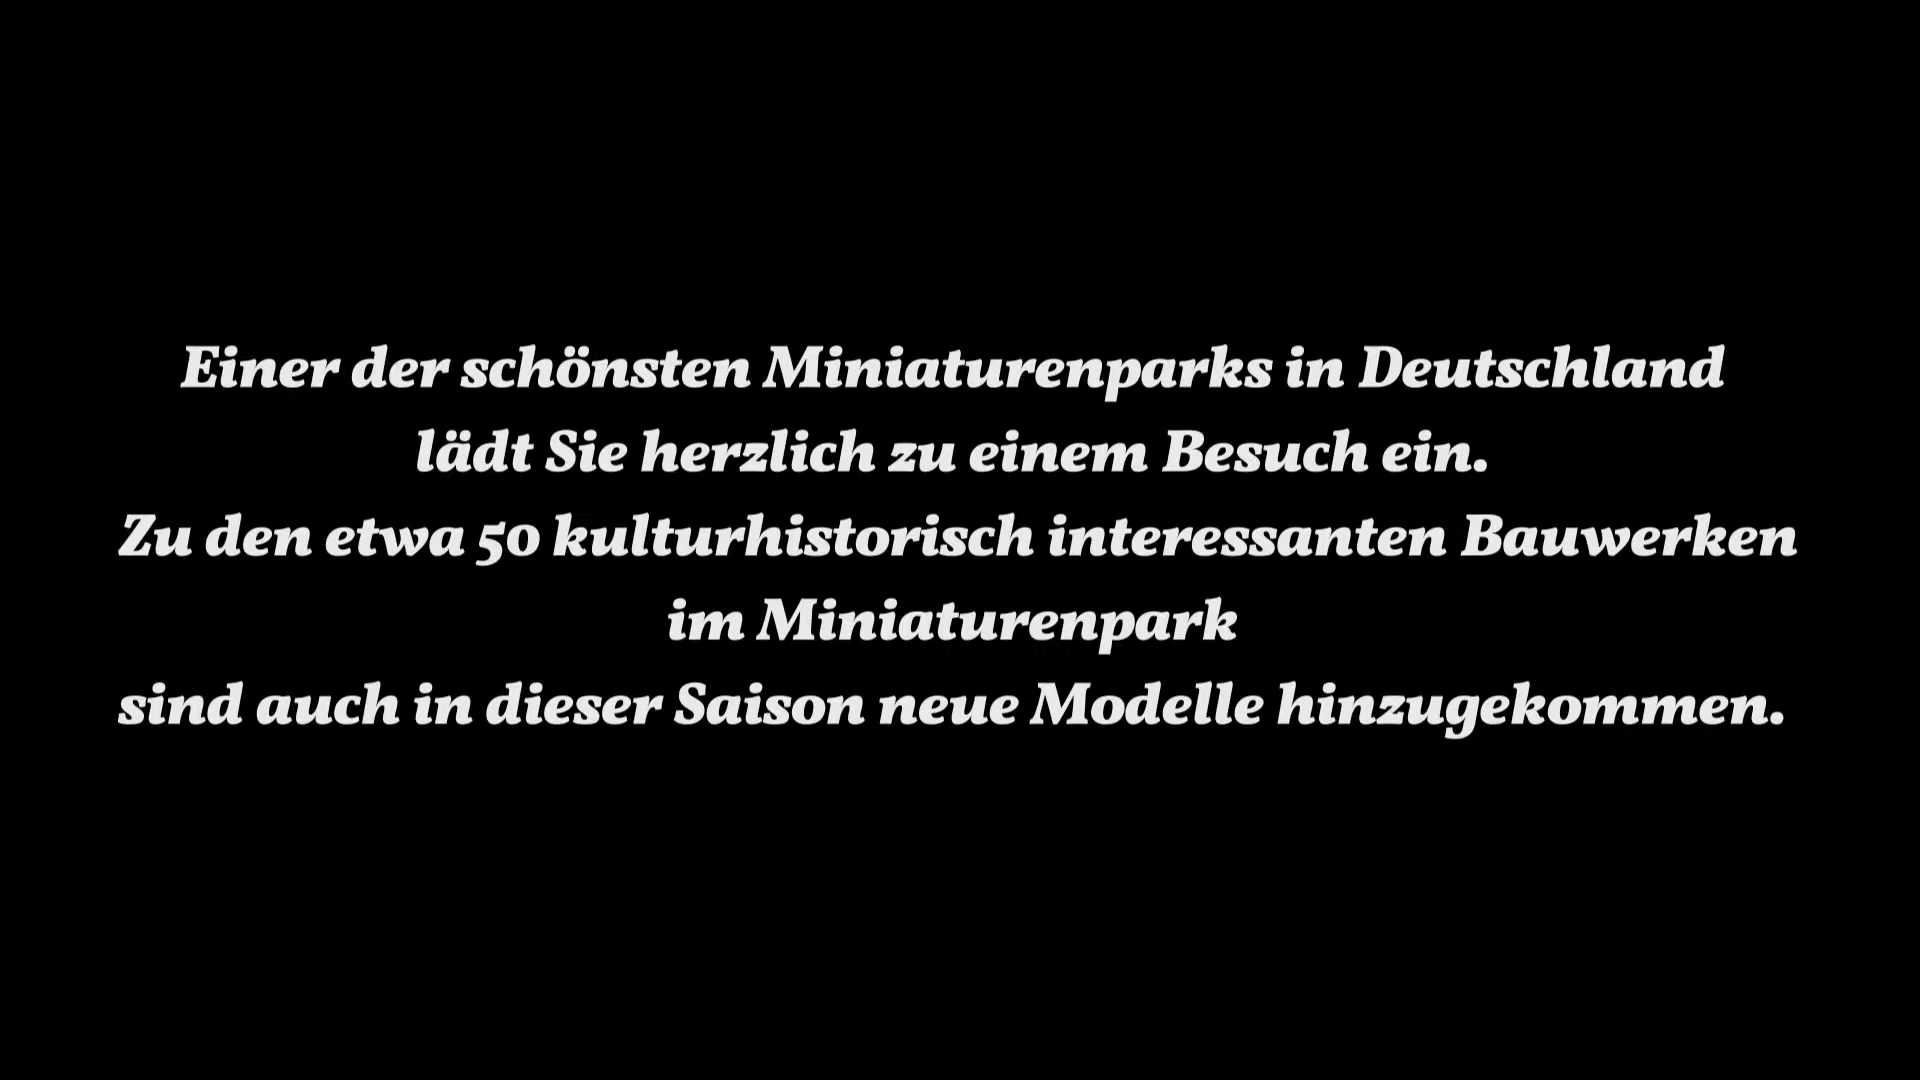 Einer der schönsten Miniaturenparks in Deutschland
lädt Sie herzlich zu einem Besuch ein.
Zu den etwa 50 kulturhistorisch interessanten Bauwerken
im Miniaturenpark
sind auch in dieser Saison neue Modelle hinzugekommen.